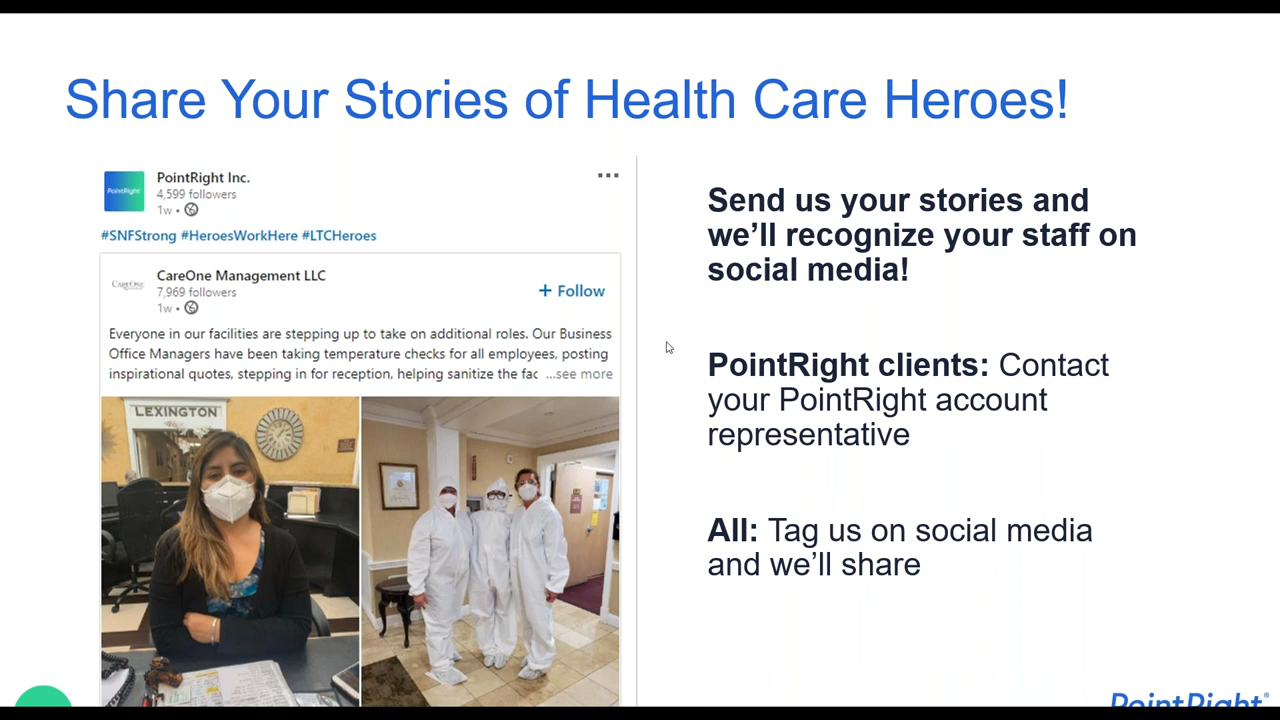 Share Your Stories of Health Care Heroes!
PointRight
PointRight Inc.
4,599 followers
1w •
#SNFStrong #HeroesWorkHere #LTCHeroes
CareOne
CareOne Management LLC
7,969 followers
1w •
+ Follow
Everyone in our facilities are stepping up to take on additional roles. Our Business
Office Managers have been taking temperature checks for all employees, posting
inspirational quotes, stepping in for reception, helping sanitize the fac ...see more
LEXINGTON
Send us your stories and
we’ll recognize your staff on
social media!
PointRight clients: Contact
your PointRight account
representative
All: Tag us on social media
and we’ll share
PointRight®